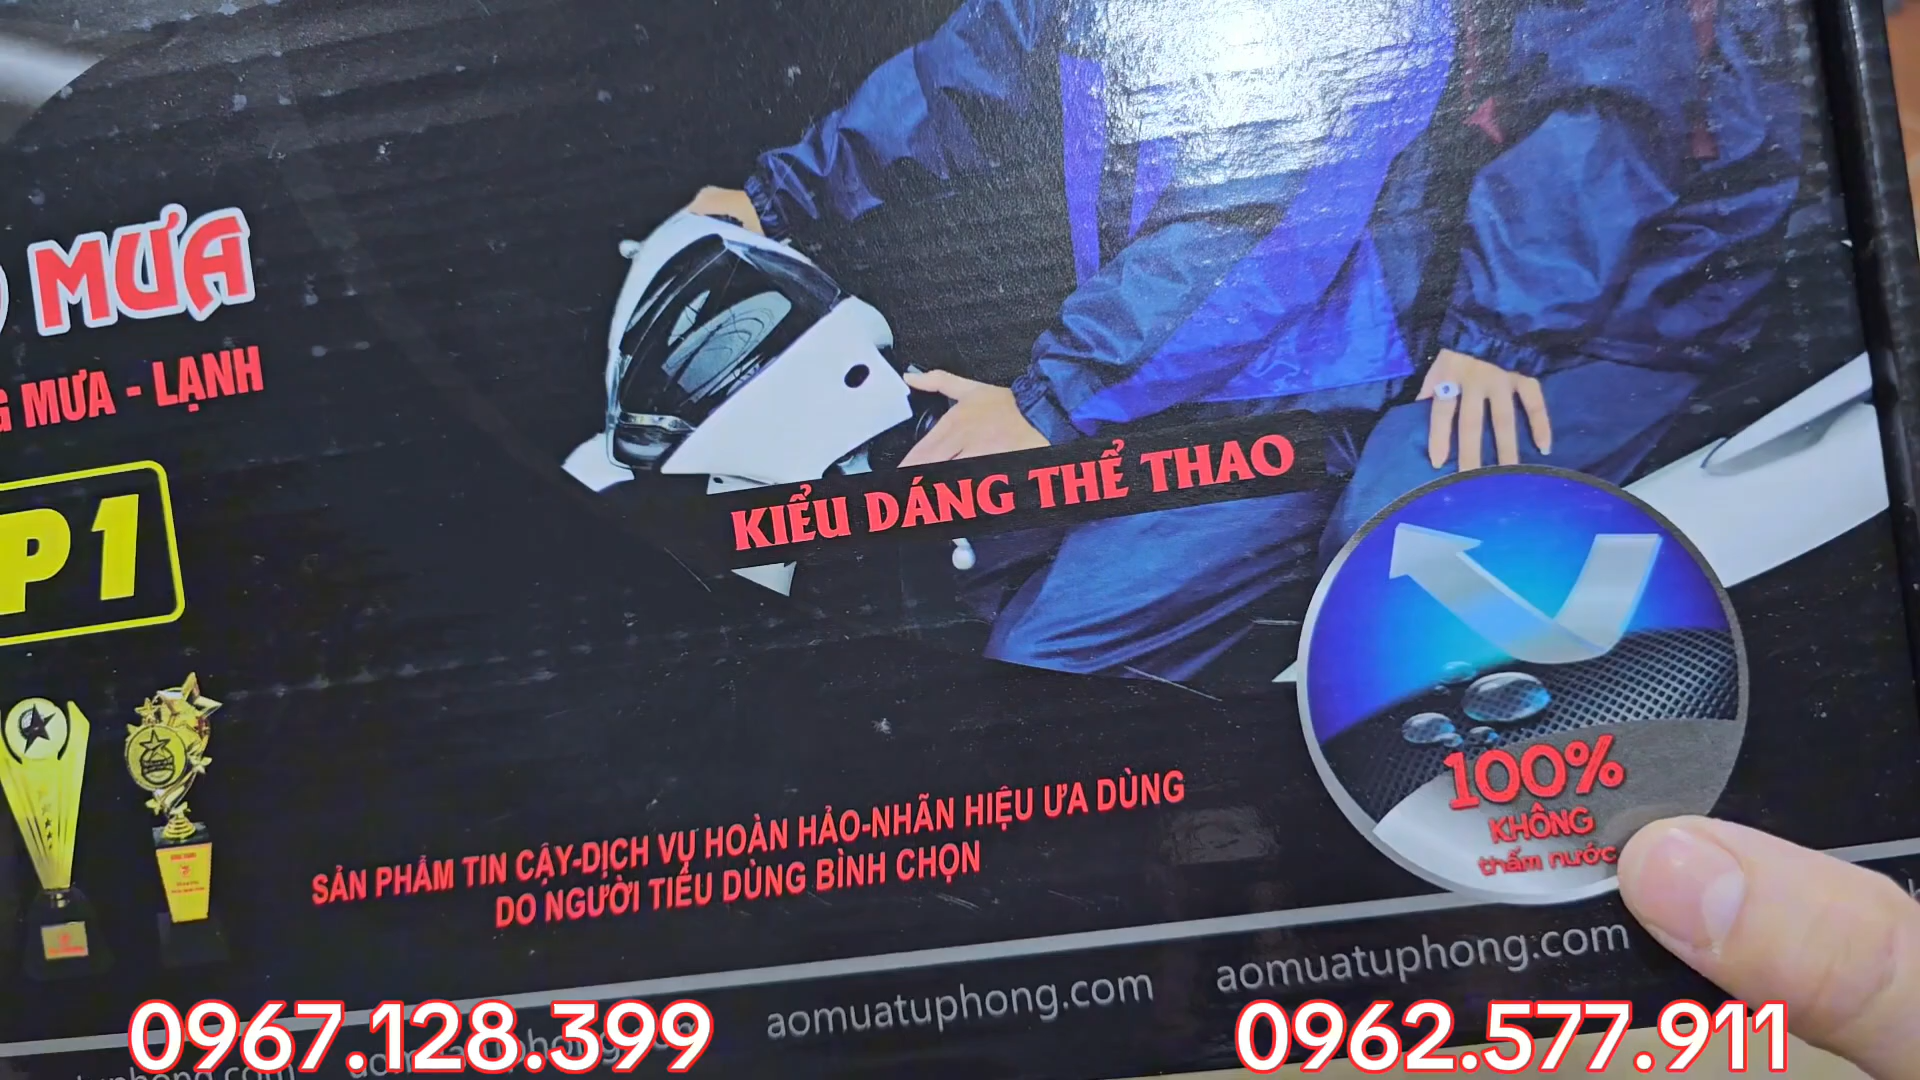 MƯA
MƯA - LẠNH
P1
KIỂU DÁNG THỂ THAO
100%
KHÔNG
thấm nước
SẢN PHẨM TIN CẬY-DỊCH VỤ HOÀN HẢO-NHÃN HIỆU ƯA DÙNG
DO NGƯỜI TIÊU DÙNG BÌNH CHỌN
aomuatuphong.com aomuatuphong.com
0967.128.399 0962.577.911